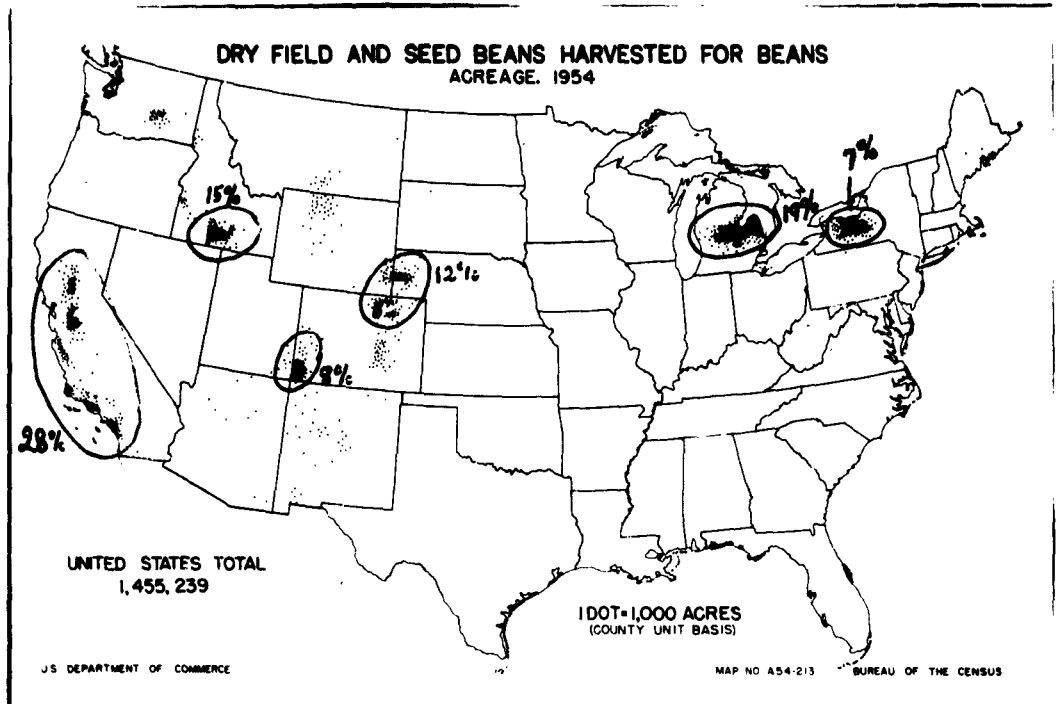 DRY FIELD AND SEED BEANS HARVESTED FOR BEANS
ACREAGE. 1954
7%
15%
19%
12%
8%
28%
UNITED STATES TOTAL
1,455,239
1 DOT=1,000 ACRES
(COUNTY UNIT BASIS)
U S DEPARTMENT OF COMMERCE
MAP NO A54-213 BUREAU OF THE CENSUS